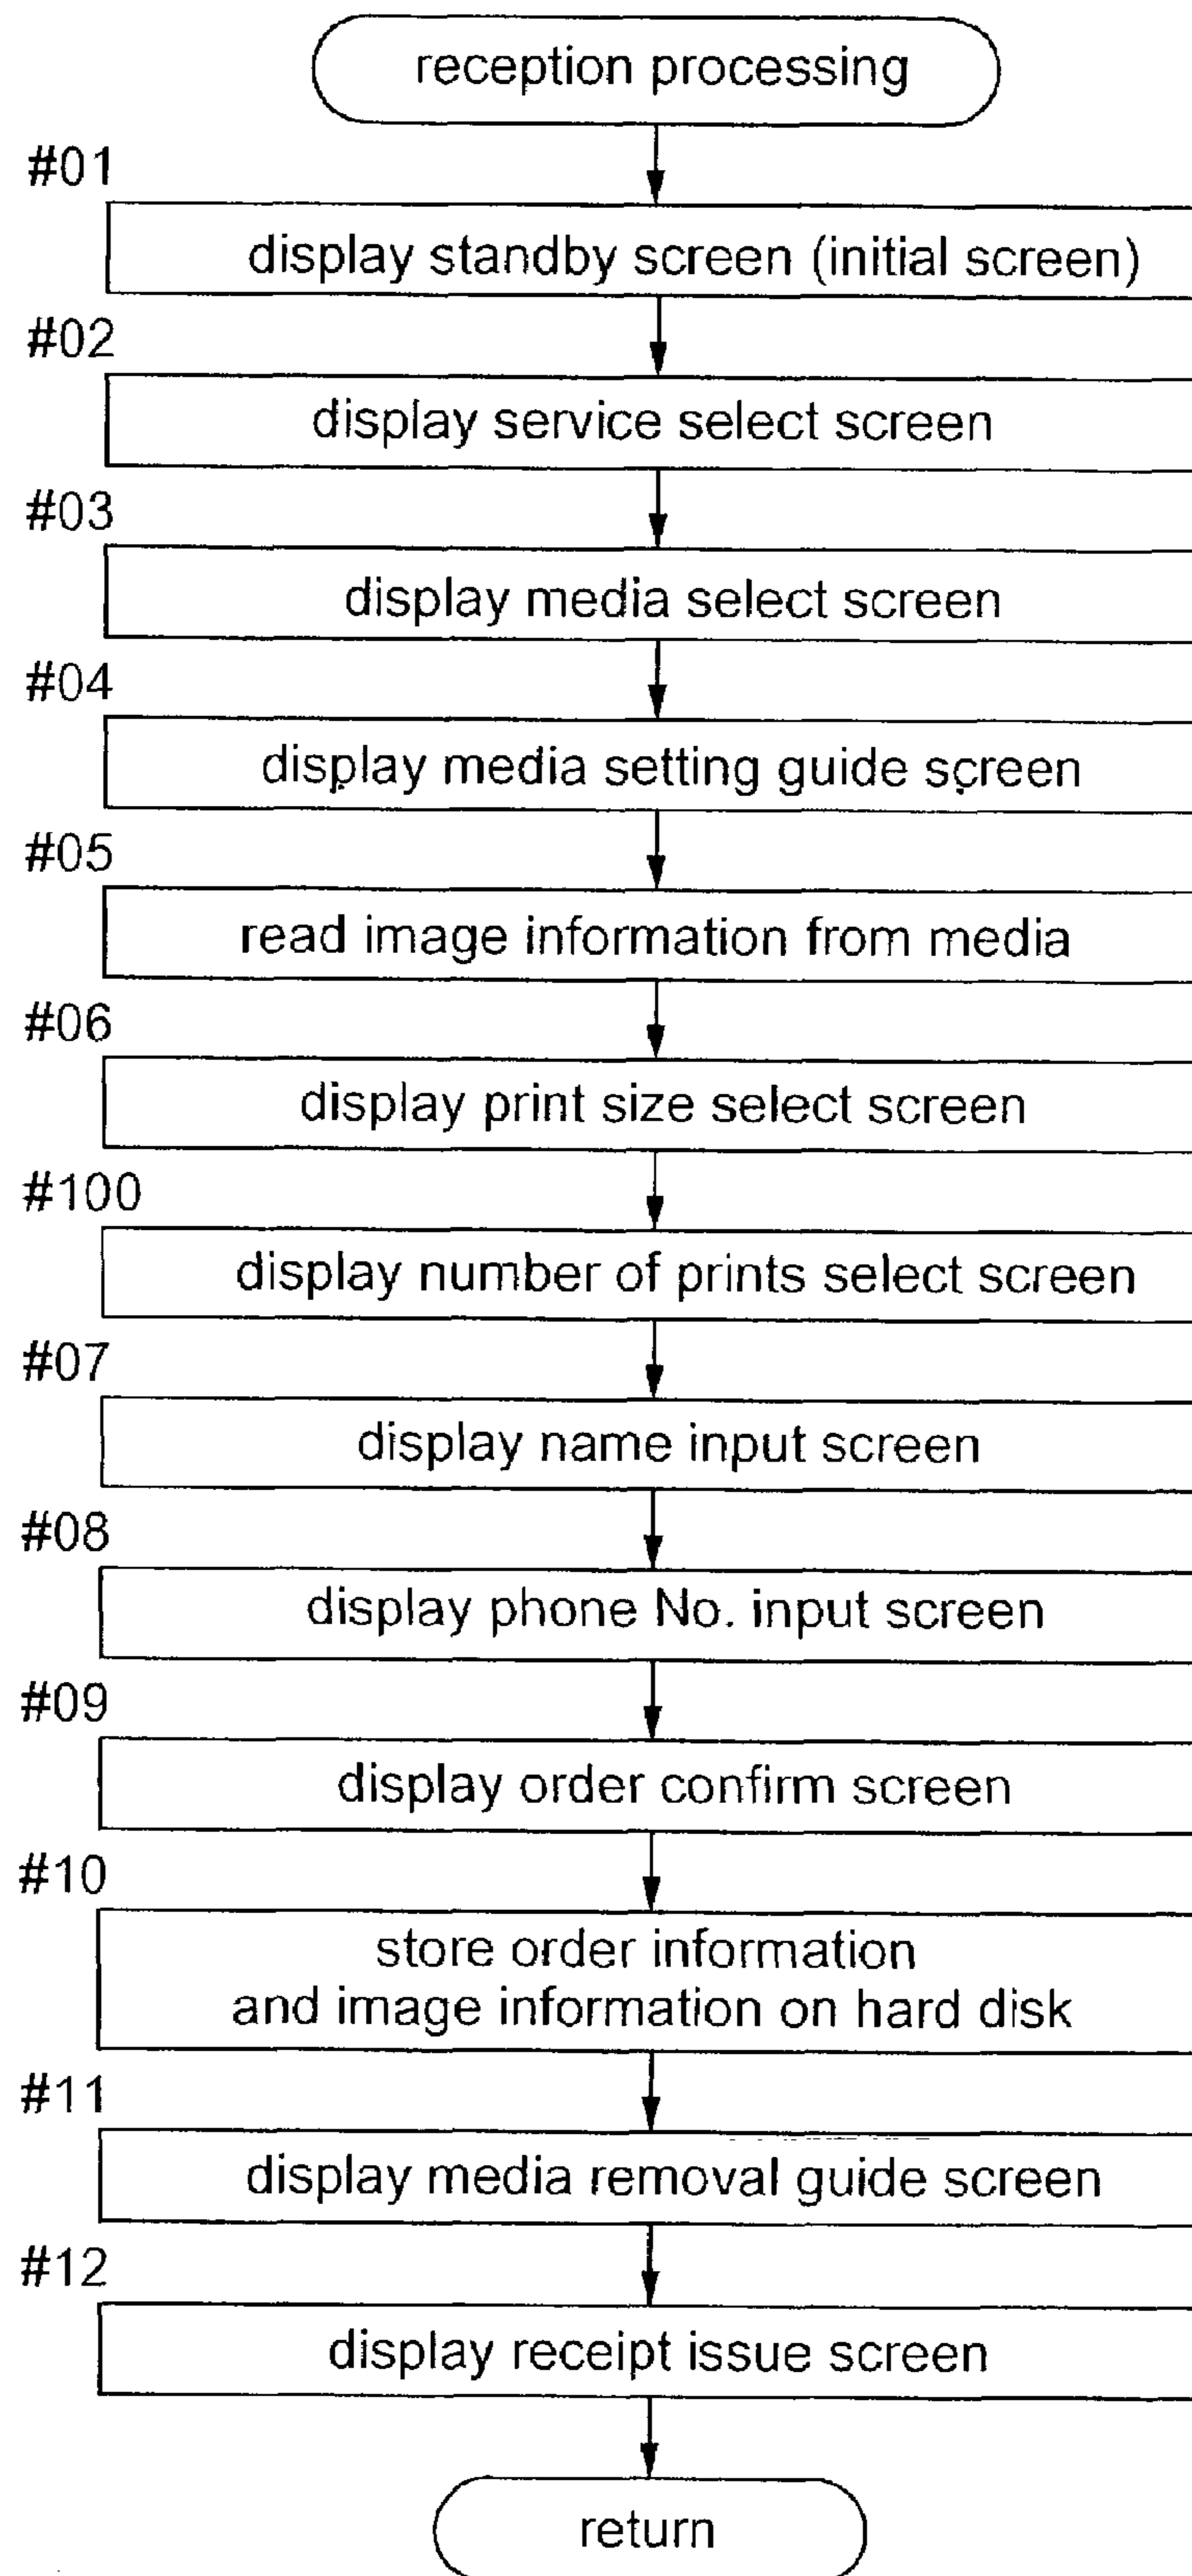 reception processing
#01
display standby screen (initial screen)
#02
display service select screen
#03
display media select screen
#04
display media setting guide screen
#05
read image information from media
#06
display print size select screen
#100
display number of prints select screen
#07
display name input screen
#08
display phone No. input screen
#09
display order confirm screen
#10
store order information
and image information on hard disk
#11
display media removal guide screen
#12
display receipt issue screen
return